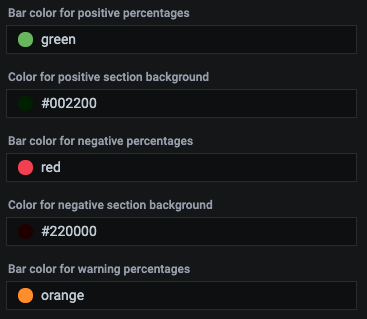 Bar color for positive percentages
green
Color for positive section background
#002200
Bar color for negative percentages
red
Color for negative section background
#220000
Bar color for warning percentages
orange